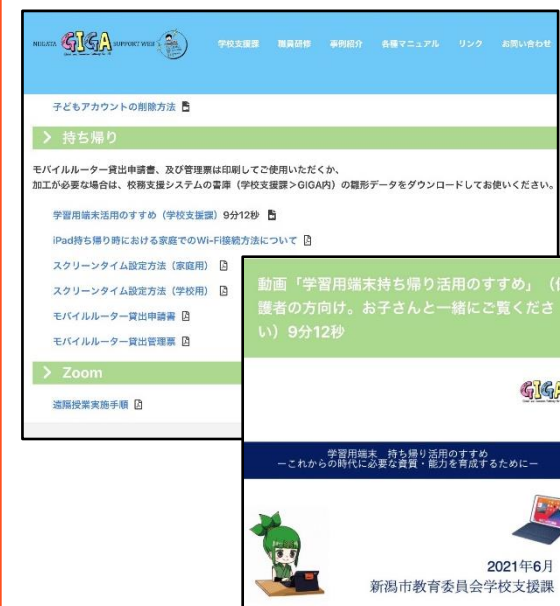 NIIGATA GIGA SUPPORT WEB
学校支援課 職員研修 事例紹介 各種マニュアル リンク お問い合わせ
子どもアカウントの削除方法
> 持ち帰り
モバイルルーター貸出申請書、及び管理票は印刷してご使用いただくか、
加工が必要な場合は、校務支援システムの書庫（学校支援課>GIGA内）の雛形データをダウンロードしてお使いください。
学習用端末活用のすすめ（学校支援課）9分12秒
iPad持ち帰り時における家庭でのWi-Fi接続方法について
スクリーンタイム設定方法（家庭用）
スクリーンタイム設定方法（学校用）
モバイルルーター貸出申請書
モバイルルーター貸出管理票
> Zoom
遠隔授業実施手順
動画「学習用端末持ち帰り活用のすすめ」（
護者の方向け。お子さんと一緒にご覧くださ
い）9分12秒
GIGA
学習用端末 持ち帰り活用のすすめ
ーこれからの時代に必要な資質・能力を育成するためにー
2021年6月
新潟市教育委員会学校支援課